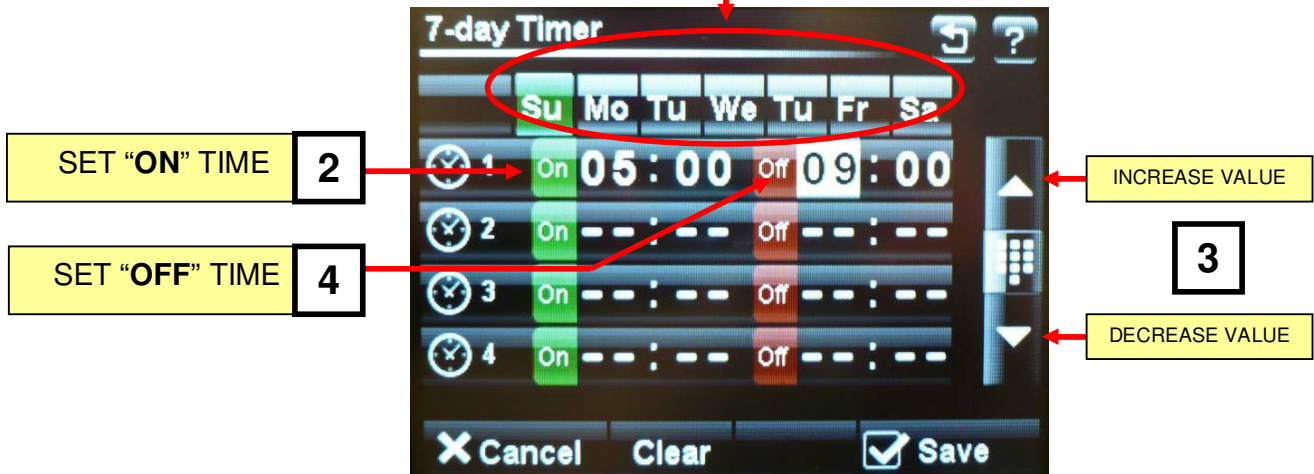 7-day Timer ?
Su Mo Tu We Tu Fr Sa
SET “ON” TIME 2
1 On 05:00 Off 09:00
INCREASE VALUE
2 On --:-- Off --:--
3
SET “OFF” TIME 4
3 On --:-- Off --:--
DECREASE VALUE
4 On --:-- Off --:--
Cancel Clear Save